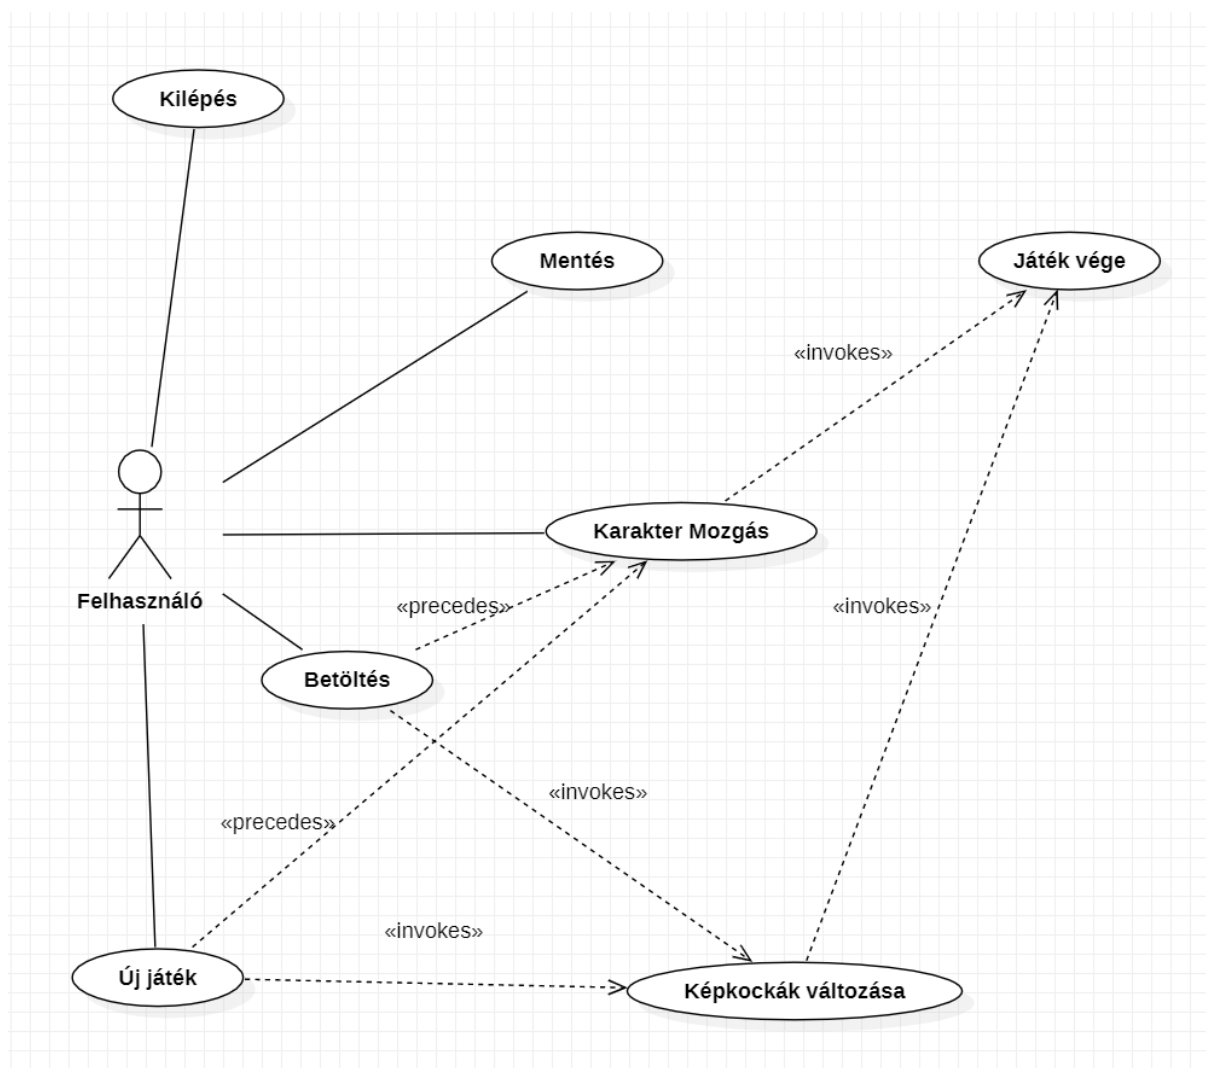 Kilépés
Mentés
Játék vége
«invokes»
Karakter Mozgás
Felhasználó
«precedes»
«invokes»
Betöltés
«invokes»
«precedes»
«invokes»
Új játék
Képkockák változása